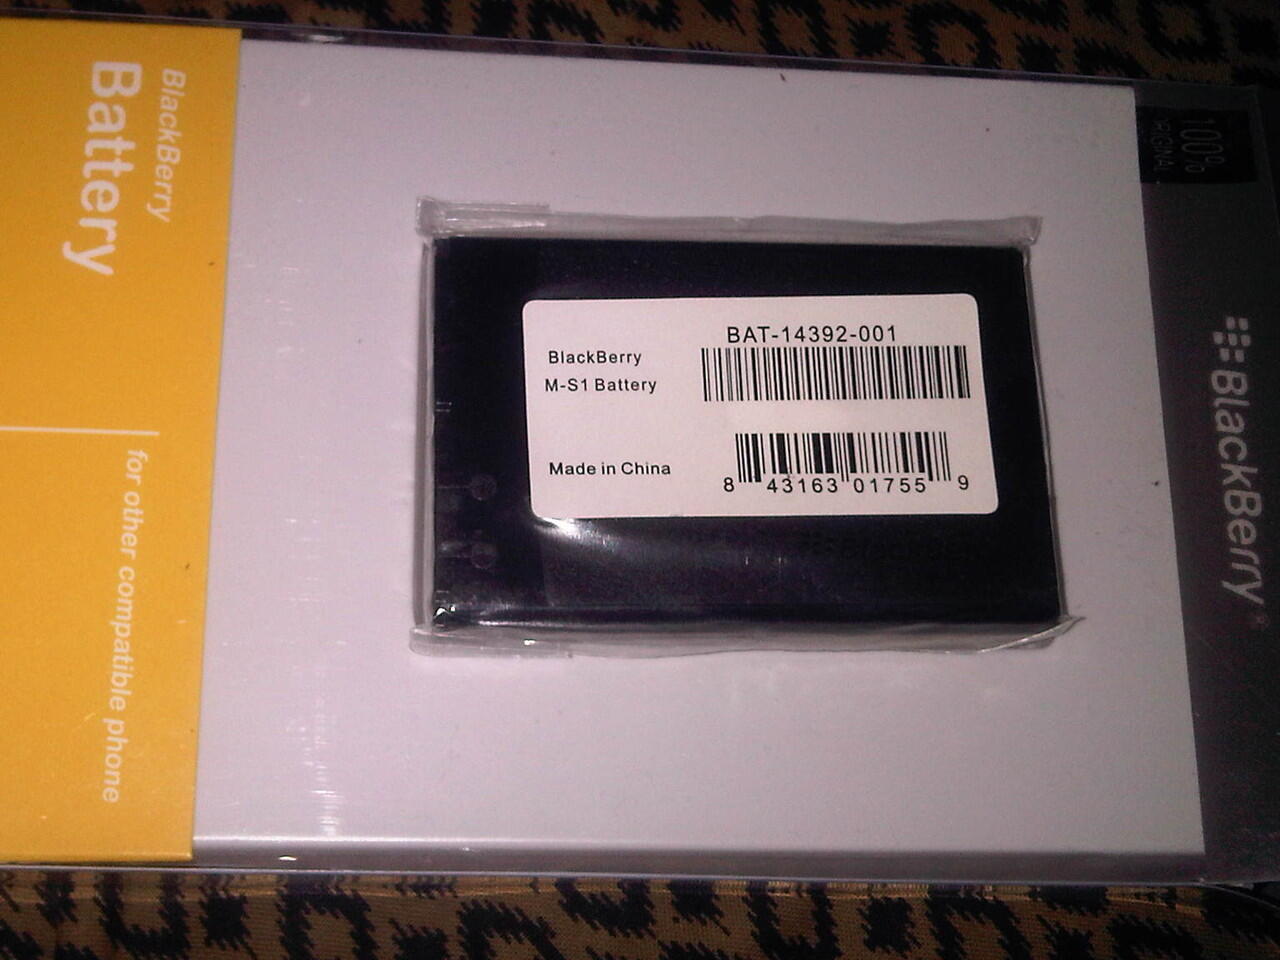 BlackBerry
Battery
for other compatible phone
BAT-14392-001
BlackBerry
M-S1 Battery
Made in China
8 43163 01755 9
100%
ORIGINAL
BlackBerry®
BlackBerry